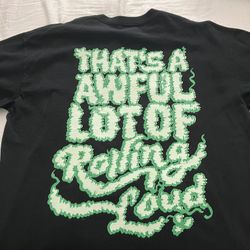 THAT'S A
AWFUL
LOT OF
Rolling
Loud